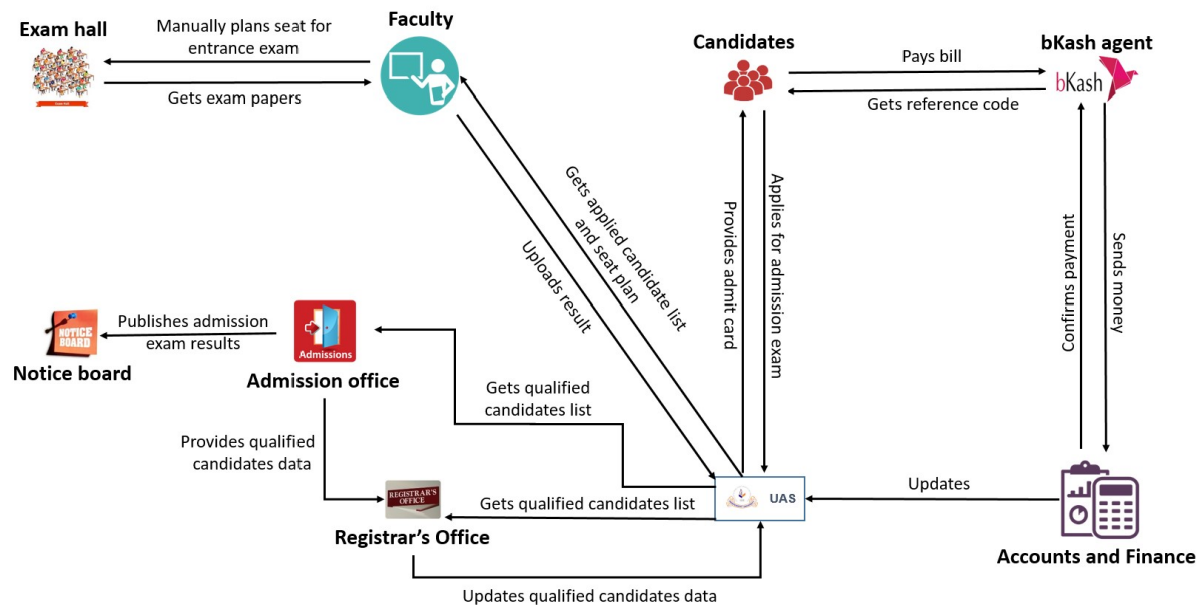 Exam hall
Manually plans seat for
entrance exam
Gets exam papers
Faculty
Candidates
Pays bill
Gets reference code
bKash agent
bKash
Gets applied candidate list
and seat plan
Uploads result
Provides admit card
Applies for admission exam
Confirms payment
Sends money
NOTICE
BOARD
Notice board
Publishes admission
exam results
Admissions
Admission office
Gets qualified
candidates list
Provides qualified
candidates data
REGISTRAR'S
OFFICE
Registrar's Office
Gets qualified candidates list
UAS
Updates
Accounts and Finance
Updates qualified candidates data